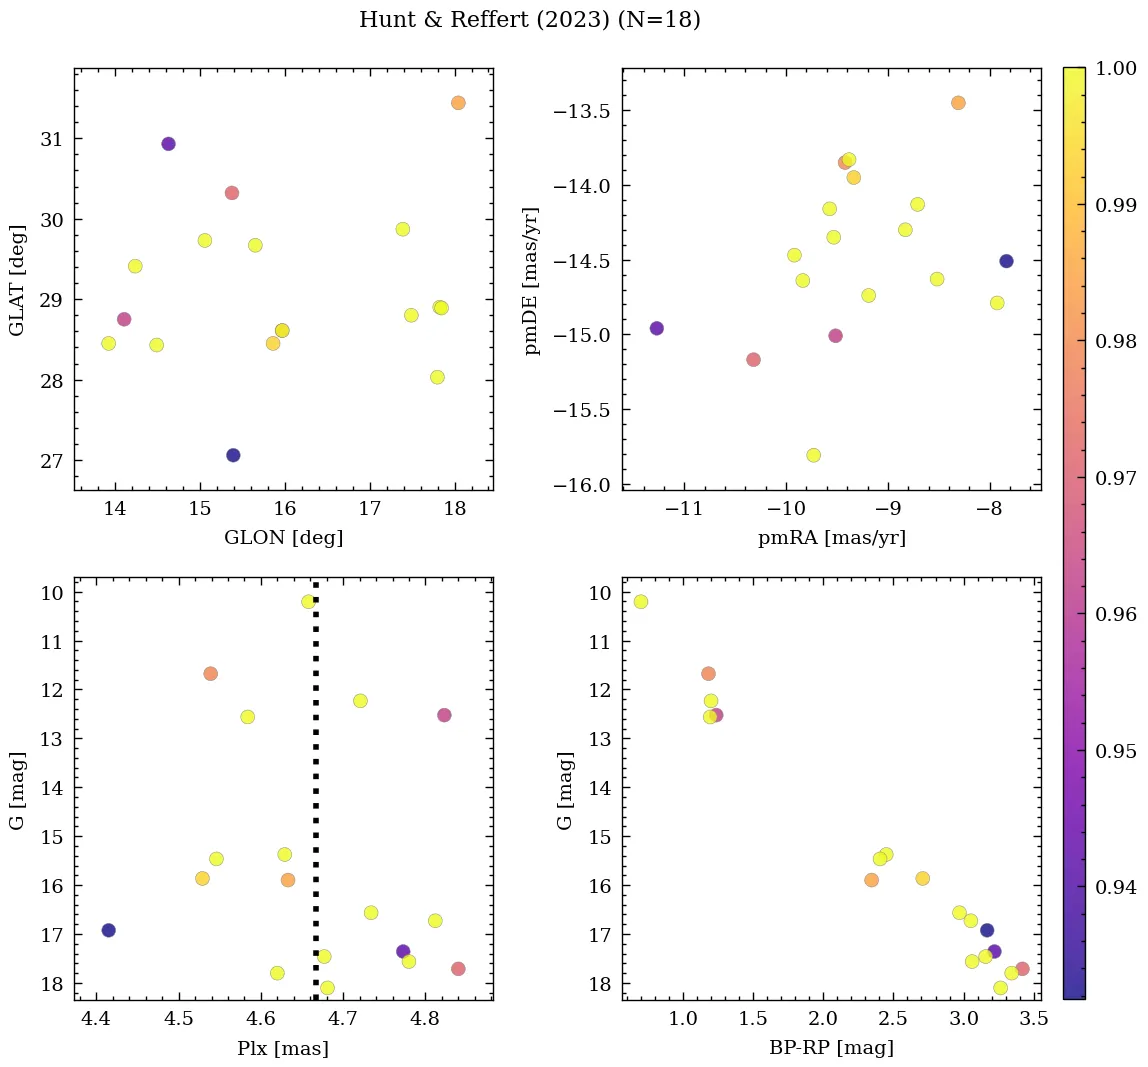 Hunt & Reffert (2023) (N=18)
31
30
29
28
27
GLAT [deg]
14 15 16 17 18
GLON [deg]
−13.5
−14.0
−14.5
−15.0
−15.5
−16.0
pmDE [mas/yr]
−11 −10 −9 −8
pmRA [mas/yr]
1.00
0.99
0.98
0.97
0.96
0.95
0.94
10
11
12
13
14
15
16
17
18
G [mag]
4.4 4.5 4.6 4.7 4.8
Plx [mas]
10
11
12
13
14
15
16
17
18
G [mag]
1.0 1.5 2.0 2.5 3.0 3.5
BP-RP [mag]